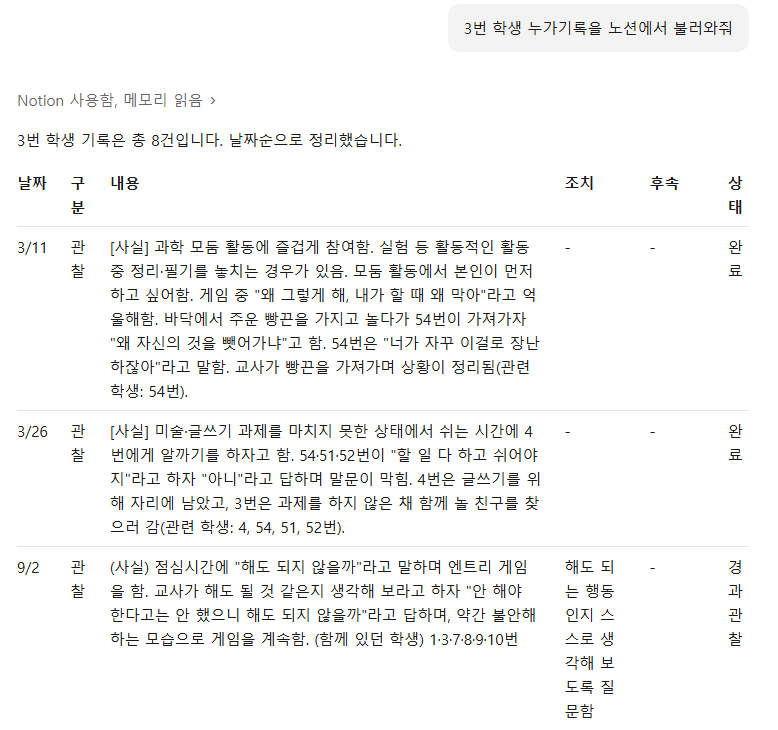 3번 학생 누가기록을 노션에서 불러와줘
Notion 사용함, 메모리 읽음 >
3번 학생 기록은 총 8건입니다. 날짜순으로 정리했습니다.
날짜 구분 내용 조치 후속 상태
3/11 관찰 [사실] 과학 모둠 활동에 즐겁게 참여함. 실험 등 활동적인 활동
중 정리·필기를 놓치는 경우가 있음. 모둠 활동에서 본인이 먼저
하고 싶어함. 게임 중 "왜 그렇게 해, 내가 할 때 왜 막아"라고 억
울해함. 바닥에서 주운 빵끈을 가지고 놀다가 54번이 가져가자
"왜 자신의 것을 뺏어가냐"고 함. 54번은 "너가 자꾸 이걸로 장난
하잖아"라고 말함. 교사가 빵끈을 가져가며 상황이 정리됨(관련
학생: 54번).
- - 완료
3/26 관찰 [사실] 미술·글쓰기 과제를 마치지 못한 상태에서 쉬는 시간에 4
번에게 알까기를 하자고 함. 54·51·52번이 "할 일 다 하고 쉬어야
지"라고 하자 "아니"라고 답하며 말문이 막힘. 4번은 글쓰기를 위
해 자리에 남았고, 3번은 과제를 하지 않은 채 함께 놀 친구를 찾
으러 감(관련 학생: 4, 54, 51, 52번).
- - 완료
9/2 관찰 (사실) 점심시간에 "해도 되지 않을까"라고 말하며 엔트리 게임
을 함. 교사가 해도 될 것 같은지 생각해 보라고 하자 "안 해야
한다고는 안 했으니 해도 되지 않을까"라고 답하며, 약간 불안해
하는 모습으로 게임을 계속함. (함께 있던 학생) 1·3·7·8·9·10번
해도 되
는 행동
인지 스
스로 생
각해 보
도록 질
문함
- 경과관찰